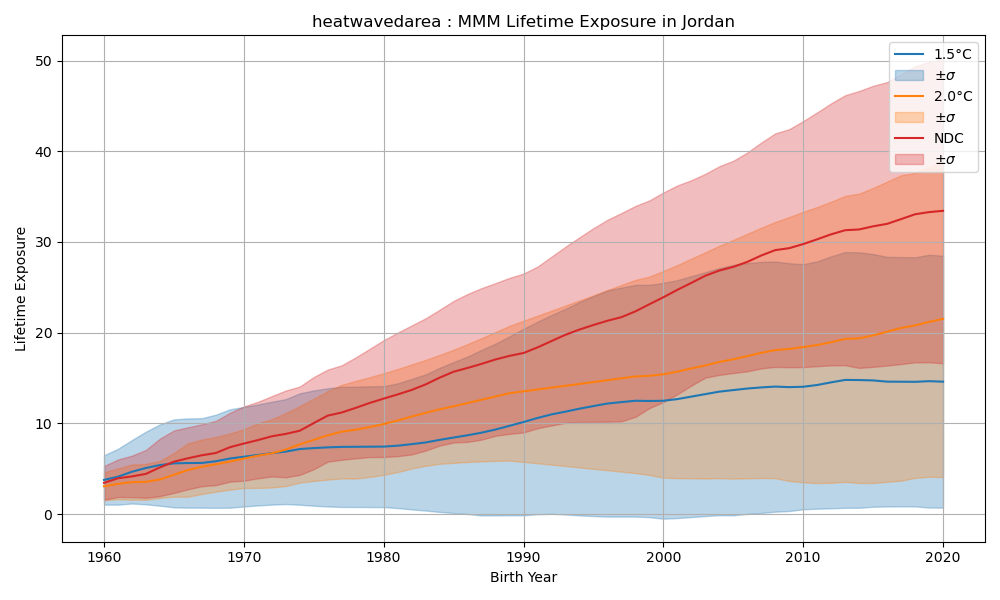 heatwavedarea : MMM Lifetime Exposure in Jordan
1.5°C
±σ
2.0°C
±σ
NDC
±σ
Lifetime Exposure
50
40
30
20
10
0
1960 1970 1980 1990 2000 2010 2020
Birth Year